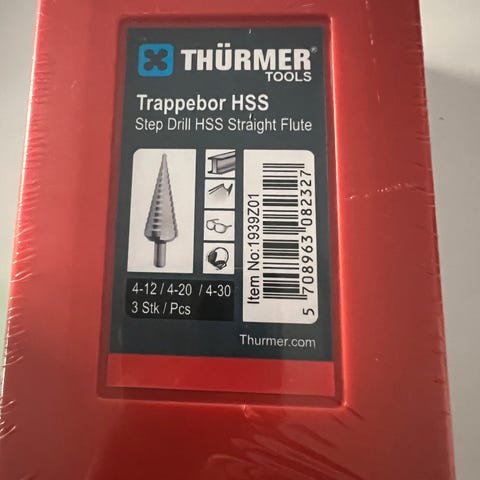 THÜRMER®
TOOLS
Trappebor HSS
Step Drill HSS Straight Flute
4-12 / 4-20 / 4-30
3 Stk / Pcs
Item No:1939Z01
5 708963 082327
Thurmer.com